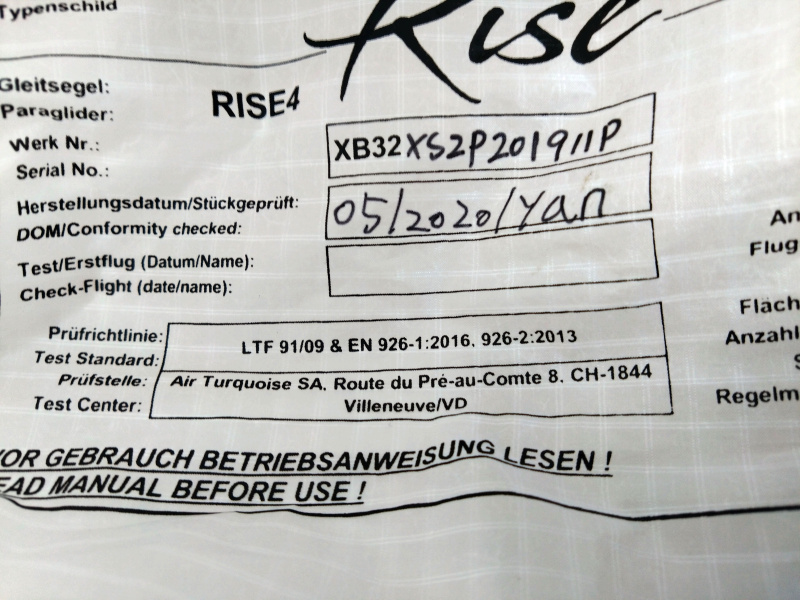 Typenschild
Rise
Gleitsegel:
Paraglider:
RISE4
Werk Nr.:
Serial No.:
XB32XS2P201911P
Herstellungsdatum/Stückgeprüft:
DOM/Conformity checked:
05/2020/Yan
Test/Erstflug (Datum/Name):
Check-Flight (date/name):
An
Flug
Prüfrichtlinie:
Test Standard:
LTF 91/09 & EN 926-1:2016, 926-2:2013
Prüfstelle:
Test Center:
Air Turquoise SA, Route du Pré-au-Comte 8, CH-1844
Villeneuve/VD
Fläch
Anzahl
S
Regelm
VOR GEBRAUCH BETRIEBSANWEISUNG LESEN !
EAD MANUAL BEFORE USE !